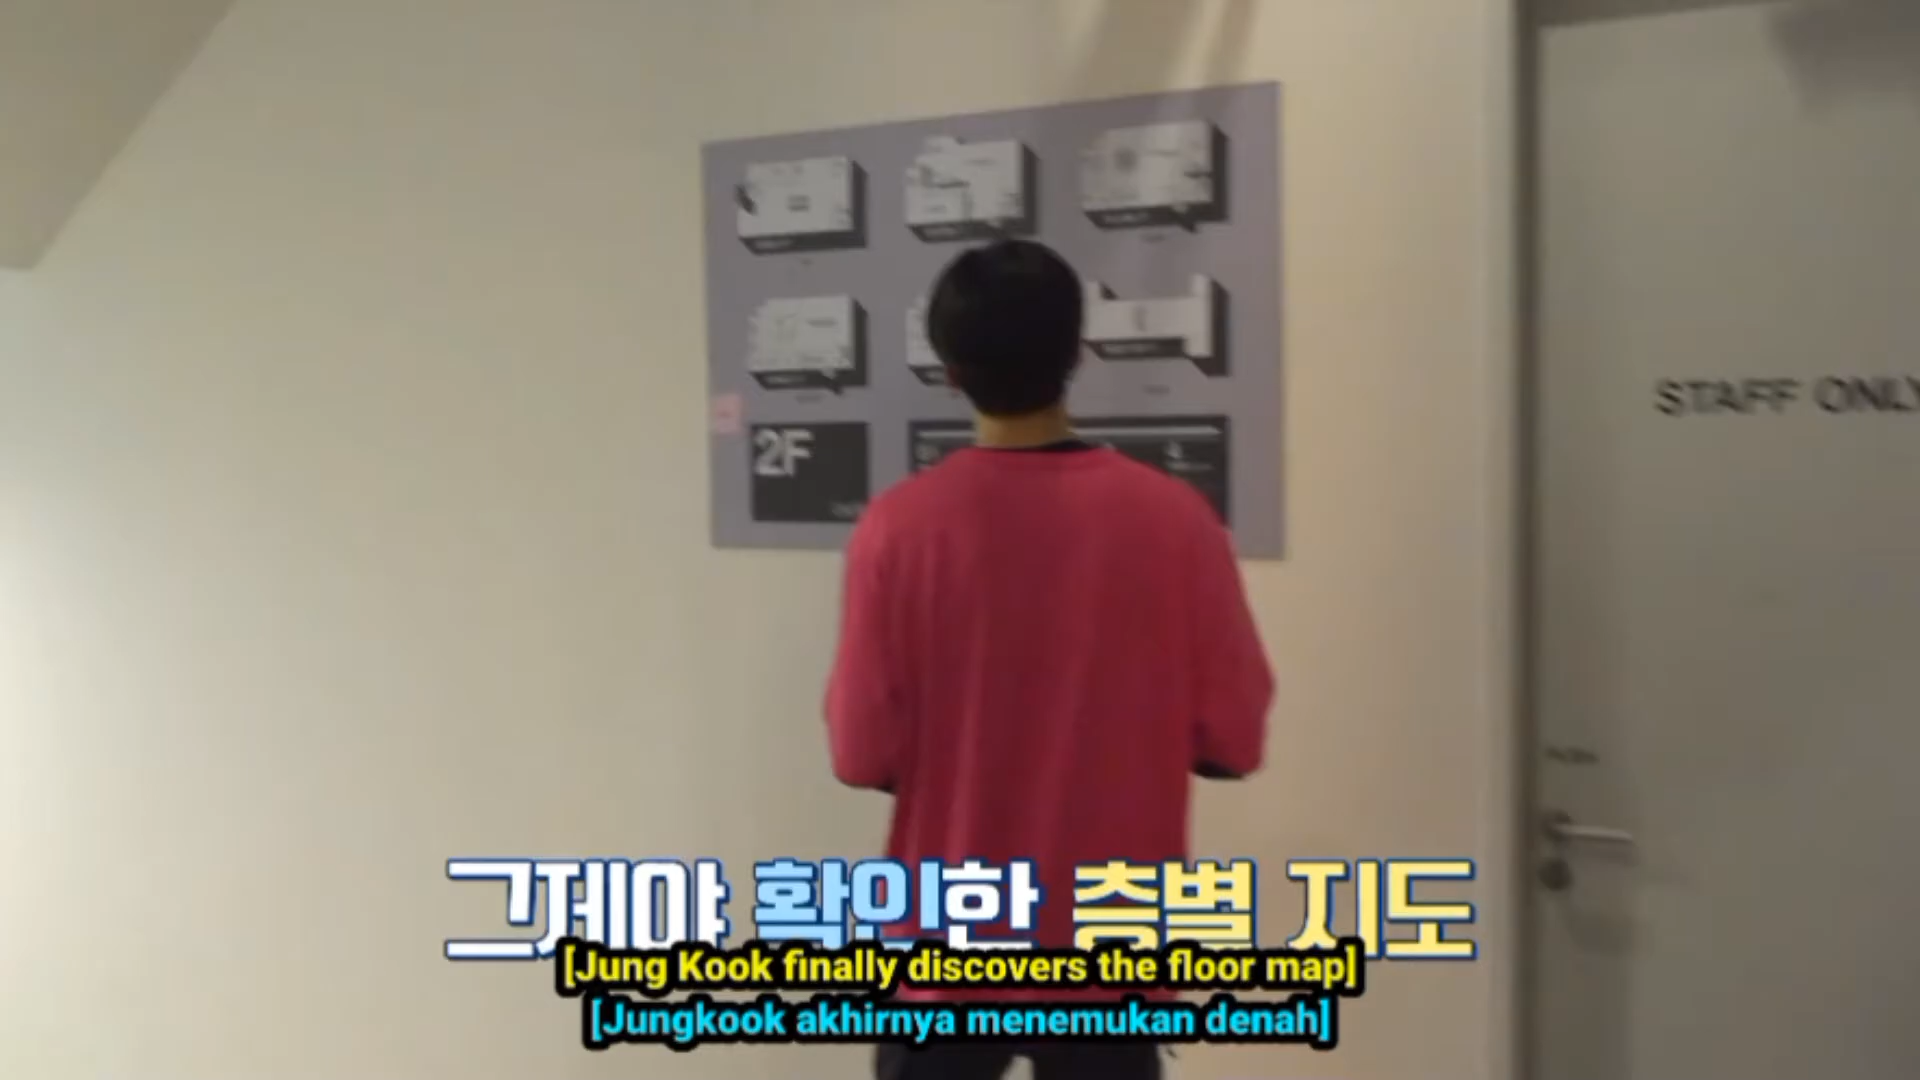 2F
STAFF ONLY
그제야 확인한 층별 지도
[Jung Kook finally discovers the floor map]
[Jungkook akhirnya menemukan denah]